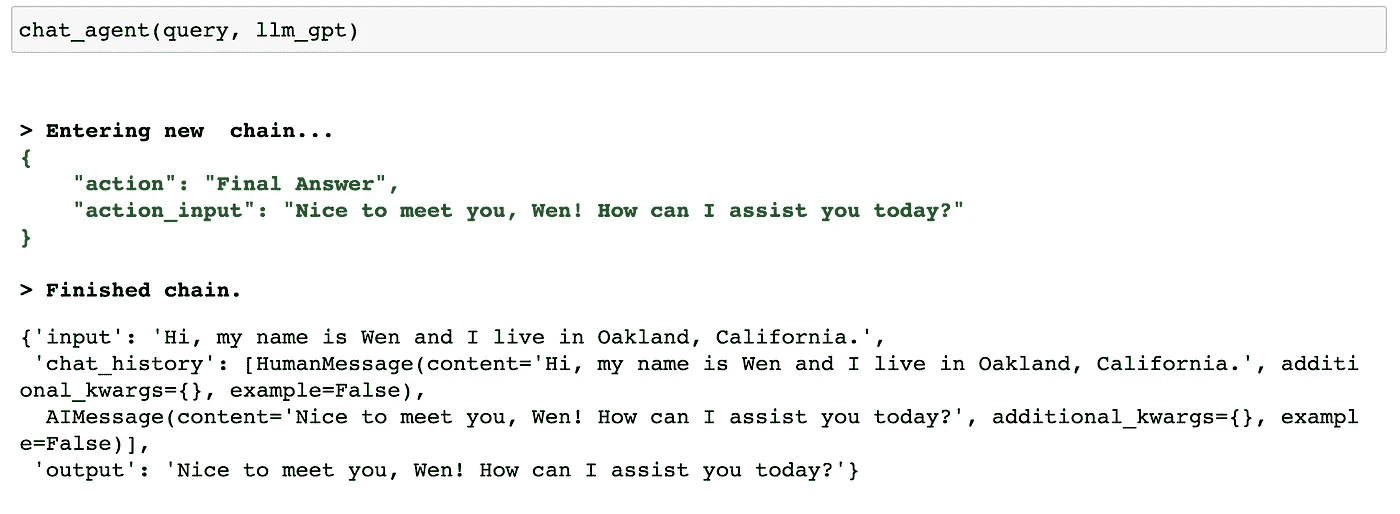 chat_agent(query, llm_gpt)
> Entering new  chain...
{
    "action": "Final Answer",
    "action_input": "Nice to meet you, Wen! How can I assist you today?"
}
> Finished chain.
{'input': 'Hi, my name is Wen and I live in Oakland, California.',
 'chat_history': [HumanMessage(content='Hi, my name is Wen and I live in Oakland, California.', additi
onal_kwargs={}, example=False),
  AIMessage(content='Nice to meet you, Wen! How can I assist you today?', additional_kwargs={}, exampl
e=False)],
 'output': 'Nice to meet you, Wen! How can I assist you today?'}